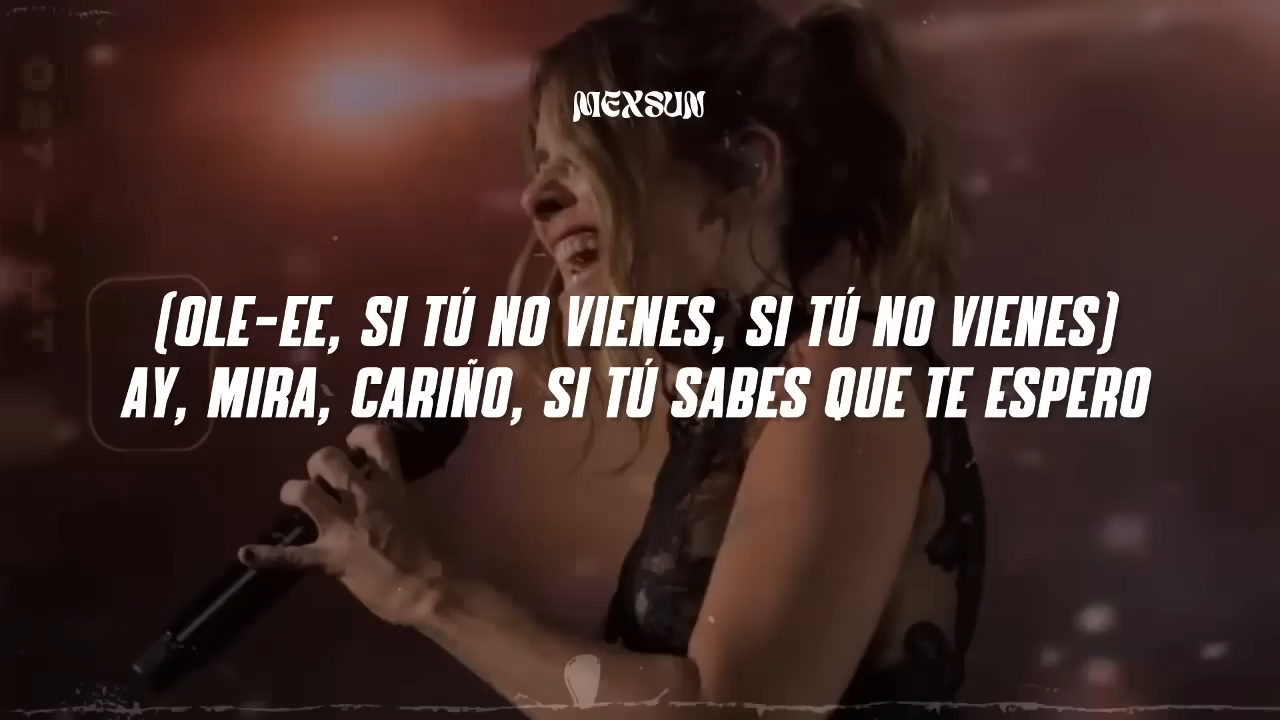 MEXSUN
(OLE-EE, SI TÚ NO VIENES, SI TÚ NO VIENES)
AY, MIRA, CARIÑO, SI TÚ SABES QUE TE ESPERO